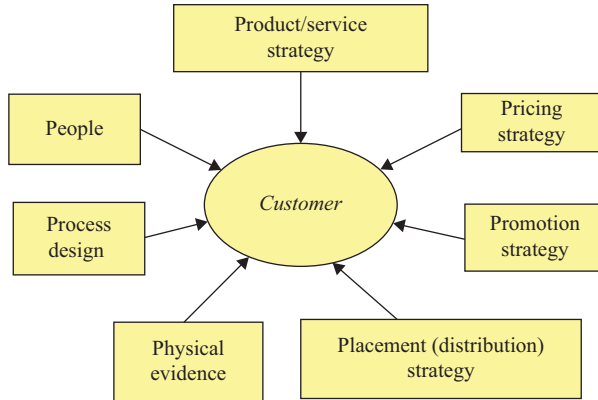 Product/service
strategy
People
Pricing
strategy
Customer
Process
design
Promotion
strategy
Physical
evidence
Placement (distribution)
strategy